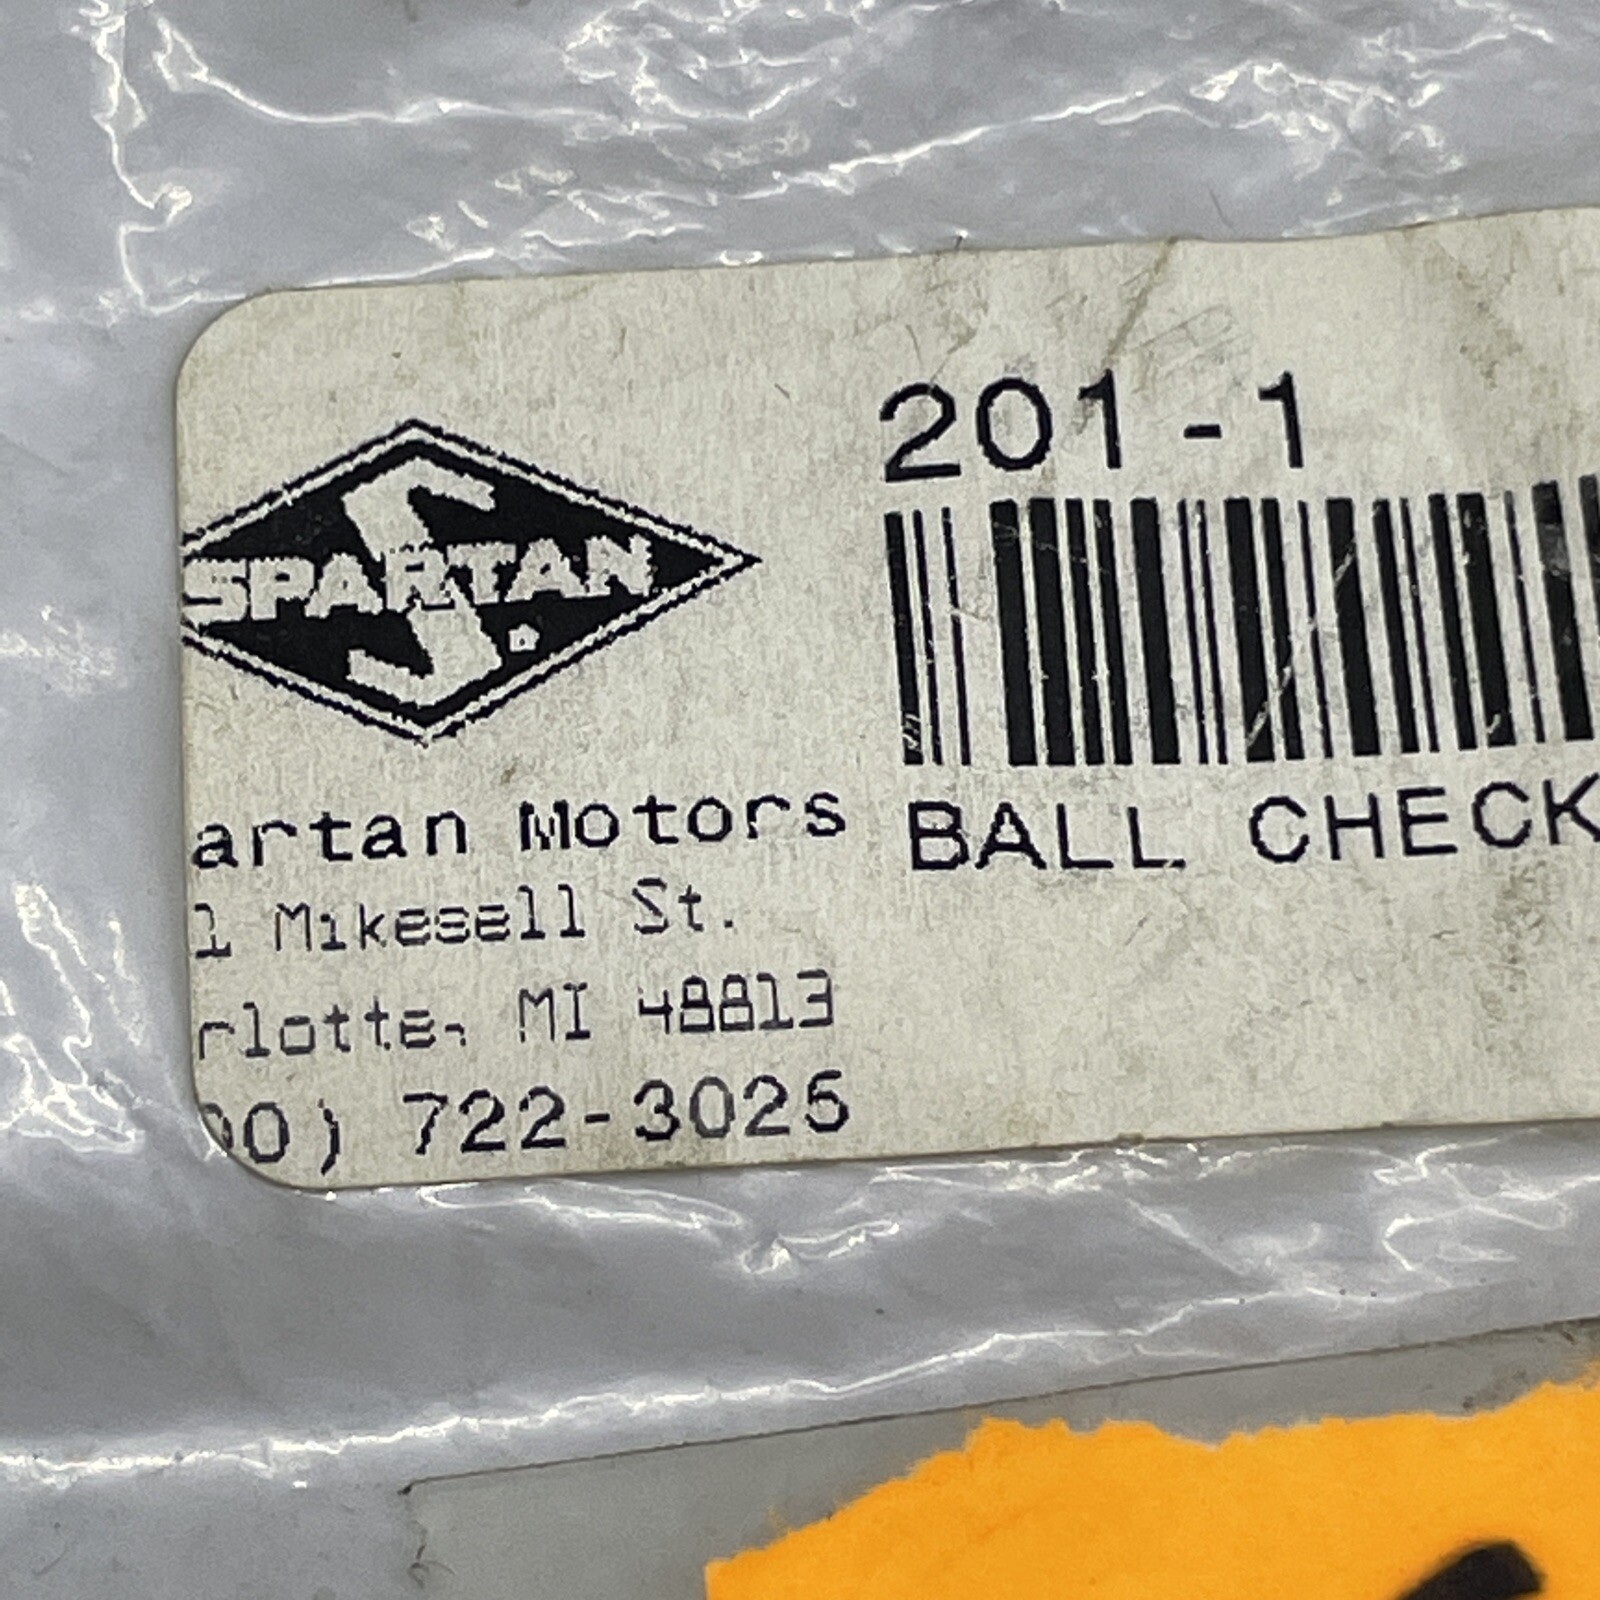 SPARTAN
artan Motors
1 Mikesell St.
rlotte, MI 48813
00) 722-3025
201-1
BALL CHECK